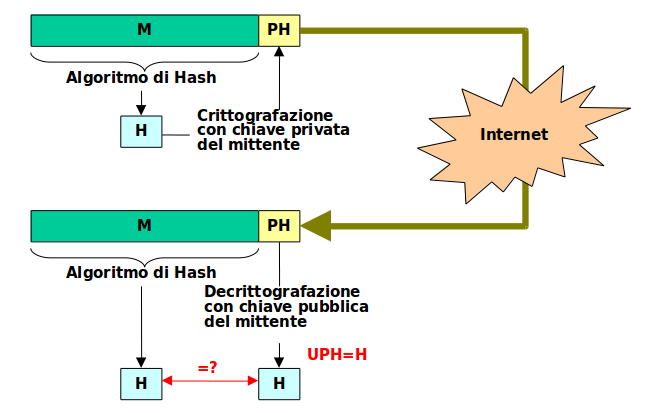 M
PH
Algoritmo di Hash
H
Crittografazione
con chiave privata
del mittente
Internet
M
PH
Algoritmo di Hash
Decrittografazione
con chiave pubblica
del mittente
UPH=H
H
=?
H